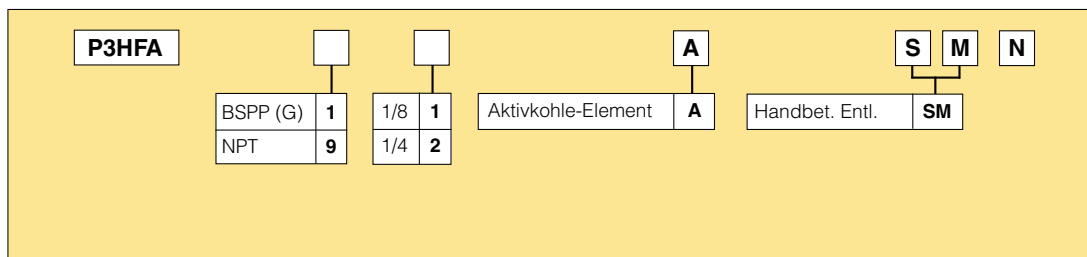 P3HFA A S M N
BSPP (G) 1 1/8 1 Aktivkohle-Element A Handbet. Entl. SM
NPT 9 1/4 2